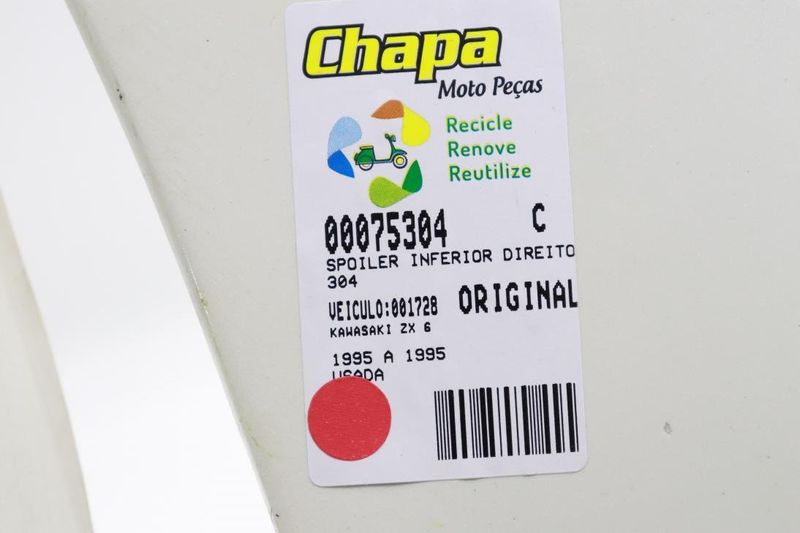 Chapa
Moto Peças
Recicle
Renove
Reutilize
00075304 C
SPOILER INFERIOR DIREITO
304
VEICULO:001728 ORIGINAL
KAWASAKI ZX 6
1995 A 1995
USADA